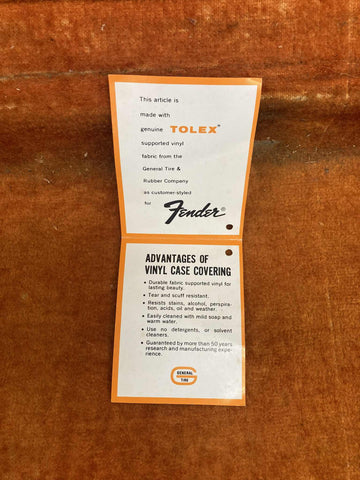 This article is
made with
genuine TOLEX™
supported vinyl
fabric from the
General Tire &
Rubber Company
as customer-styled
for Fender®
ADVANTAGES OF
VINYL CASE COVERING
• Durable fabric supported vinyl for
lasting beauty.
• Tear and scuff resistant.
• Resists stains, alcohol, perspira-
tion, acids, oil and weather.
• Easily cleaned with mild soap and
warm water.
• Use no detergents, or solvent
cleaners.
• Guaranteed by more than 50 years
research and manufacturing expe-
rience.
GENERAL
TIRE